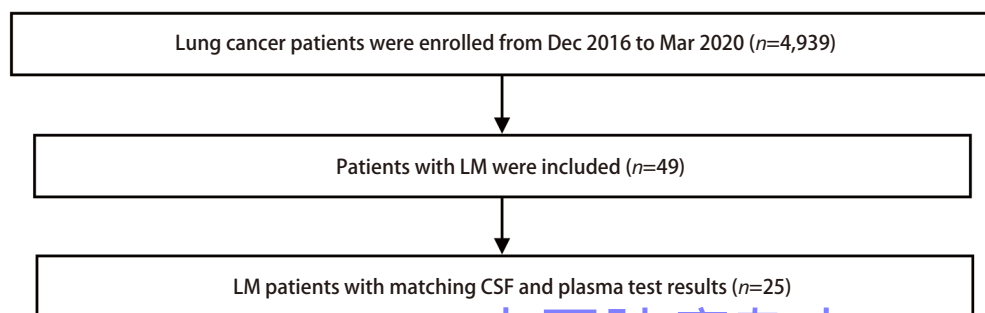 Lung cancer patients were enrolled from Dec 2016 to Mar 2020 (n=4,939)
Patients with LM were included (n=49)
LM patients with matching CSF and plasma test results (n=25)